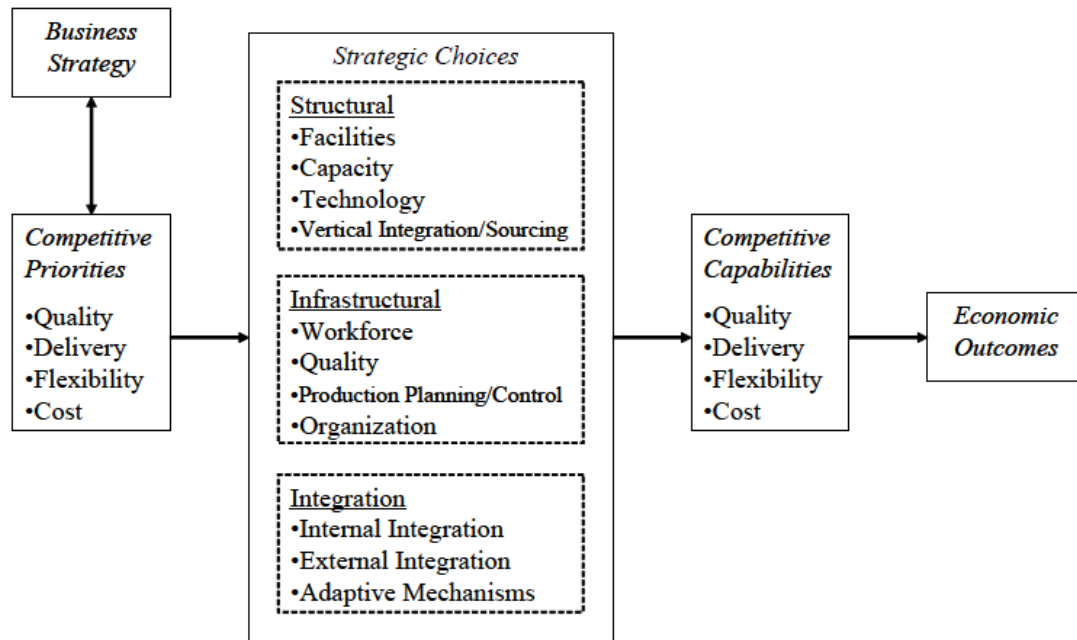 Business
Strategy
Competitive
Priorities
•Quality
•Delivery
•Flexibility
•Cost
Strategic Choices
Structural
•Facilities
•Capacity
•Technology
•Vertical Integration/Sourcing
Infrastructural
•Workforce
•Quality
•Production Planning/Control
•Organization
Integration
•Internal Integration
•External Integration
•Adaptive Mechanisms
Competitive
Capabilities
•Quality
•Delivery
•Flexibility
•Cost
Economic
Outcomes